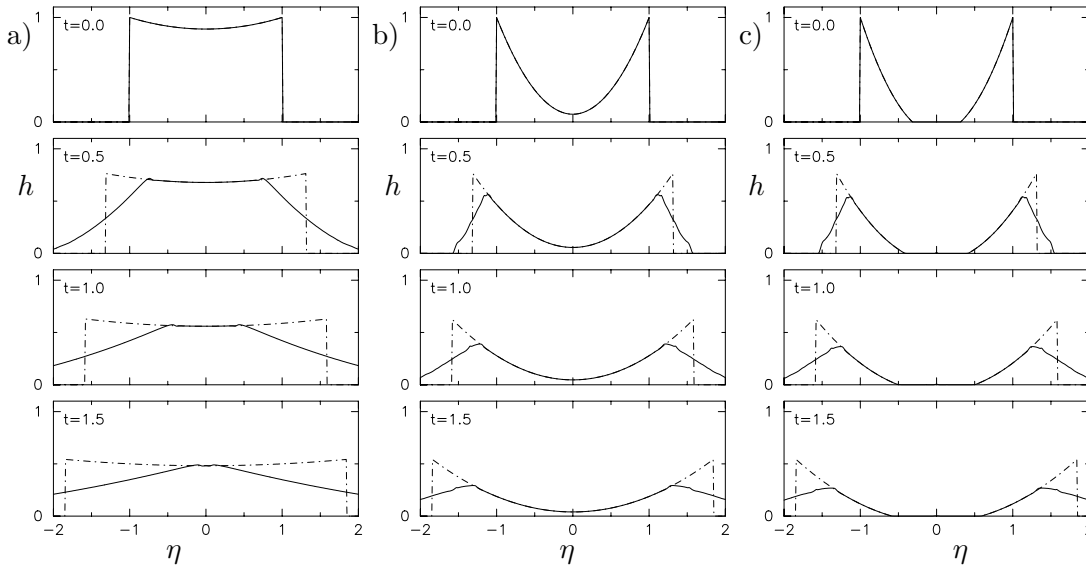 a) 1 t=0.0 b) 1 t=0.0 c) 1 t=0.0
0 0 0
h 1 t=0.5 h 1 t=0.5 h 1 t=0.5
0 0 0
1 t=1.0 1 t=1.0 1 t=1.0
0 0 0
1 t=1.5 1 t=1.5 1 t=1.5
0 0 0
−2 −1 0 1 2 −2 −1 0 1 2 −2 −1 0 1 2
η η η